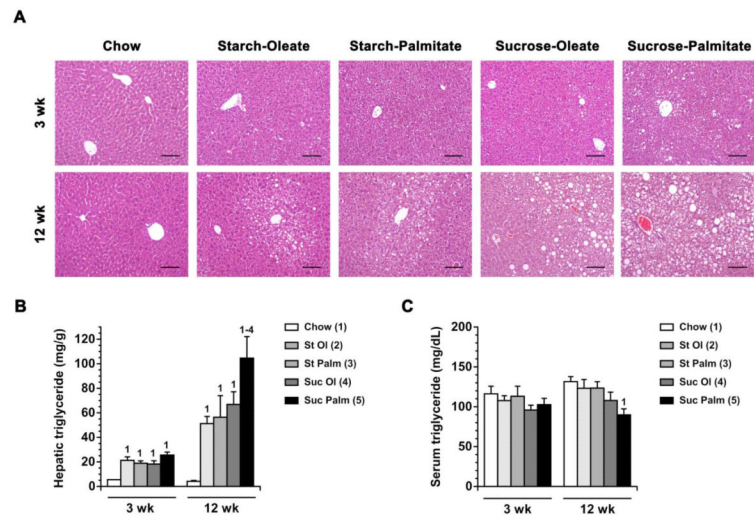 A
Chow
Starch-Oleate
Starch-Palmitate
Sucrose-Oleate
Sucrose-Palmitate
3 wk
12 wk
B
Hepatic triglyceride (mg/g)
120
100
80
60
40
20
0
1
1
1
1
1
1
1
1
1-4
3 wk
12 wk
Chow (1)
St Ol (2)
St Palm (3)
Suc Ol (4)
Suc Palm (5)
C
Serum triglyceride (mg/dL)
200
150
100
50
0
1
3 wk
12 wk
Chow (1)
St Ol (2)
St Palm (3)
Suc Ol (4)
Suc Palm (5)